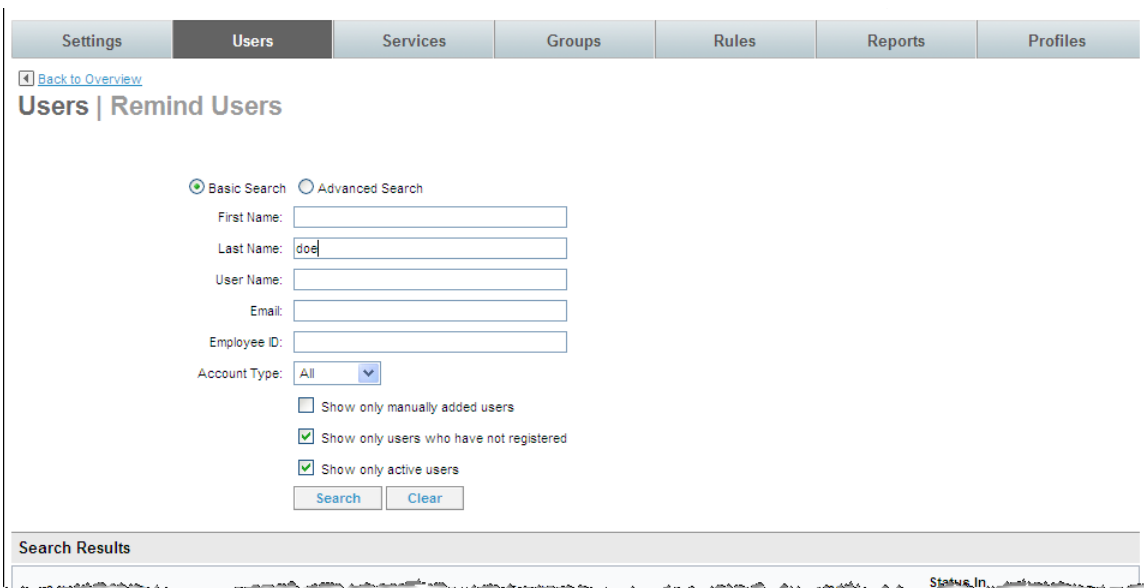 Settings Users Services Groups Rules Reports Profiles
Back to Overview
Users | Remind Users
Basic Search Advanced Search
First Name:
Last Name: doe
User Name:
Email:
Employee ID:
Account Type: All
Show only manually added users
Show only users who have not registered
Show only active users
Search Clear
Search Results
Status In